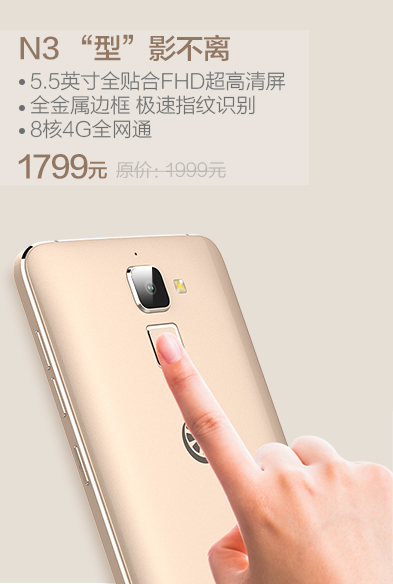 N3 “型”影不离
• 5.5英寸全贴合FHD超高清屏
• 全金属边框 极速指纹识别
• 8核4G全网通
1799元 原价：1999元